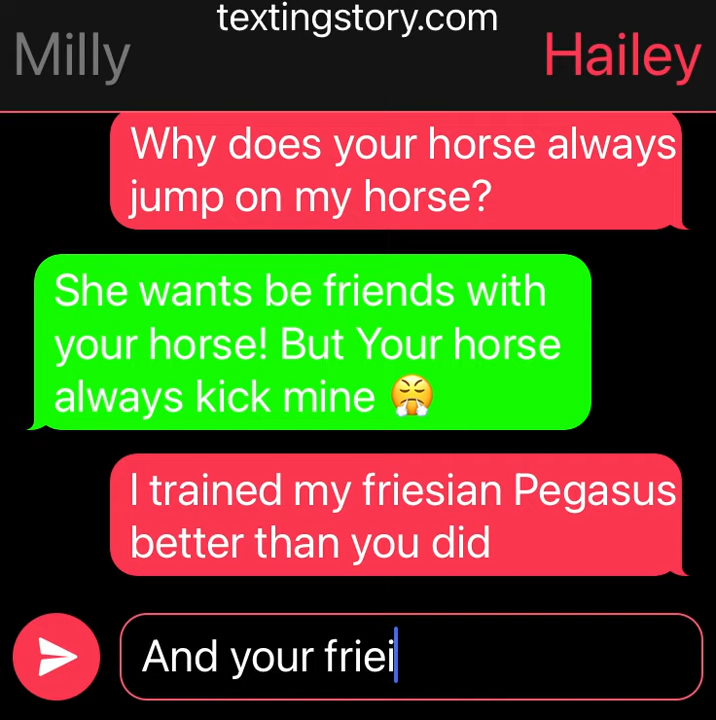 textingstory.com
Milly
Hailey
Why does your horse always
jump on my horse?
She wants be friends with
your horse! But Your horse
always kick mine 😤
I trained my friesian Pegasus
better than you did
And your friei